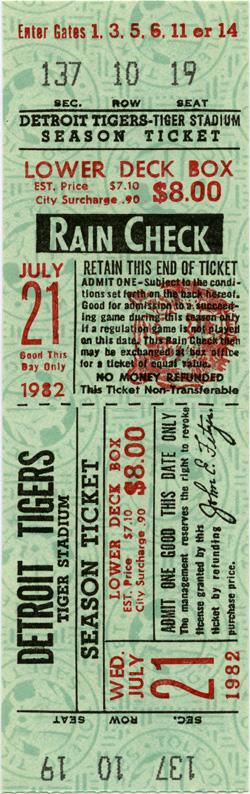 Enter Gates 1, 3, 5, 6, 11 or 14
137 10 19
SEC. ROW SEAT
DETROIT TIGERS-TIGER STADIUM
SEASON TICKET
LOWER DECK BOX
EST. Price $7.10
City Surcharge .90
$8.00
RAIN CHECK
JULY
21
Good This
Day Only
1982
RETAIN THIS END OF TICKET
ADMIT ONE—Subject to the condi-
tions set forth on the back hereof.
Good for admission to a succeed-
ing game during this season only
if a regulation game is not played
on this date. This Rain Check then
may be exchanged at box office
for a ticket of equal value.
NO MONEY REFUNDED
This Ticket Non-Transferable
DETROIT TIGERS
TIGER STADIUM
SEASON TICKET
LOWER DECK BOX
EST. Price $7.10
City Surcharge .90
$8.00
ADMIT ONE GOOD THIS DATE ONLY
The management reserves the right to revoke
license granted by this
ticket by refunding
purchase price.
WED.
JULY
21
1982
SEC. ROW SEAT
137 10 19